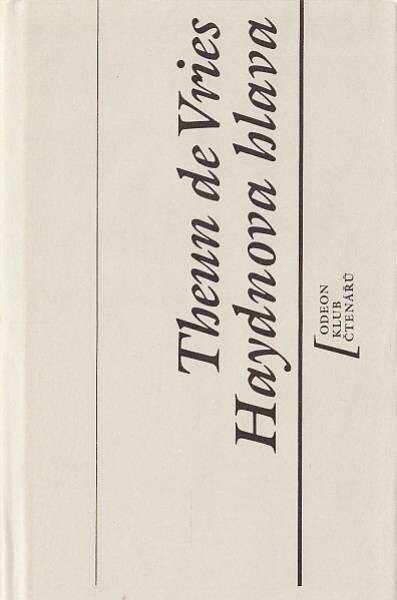 Theun de Vries
Haydnova hlava
ODEON
KLUB
ČTENÁŘŮ